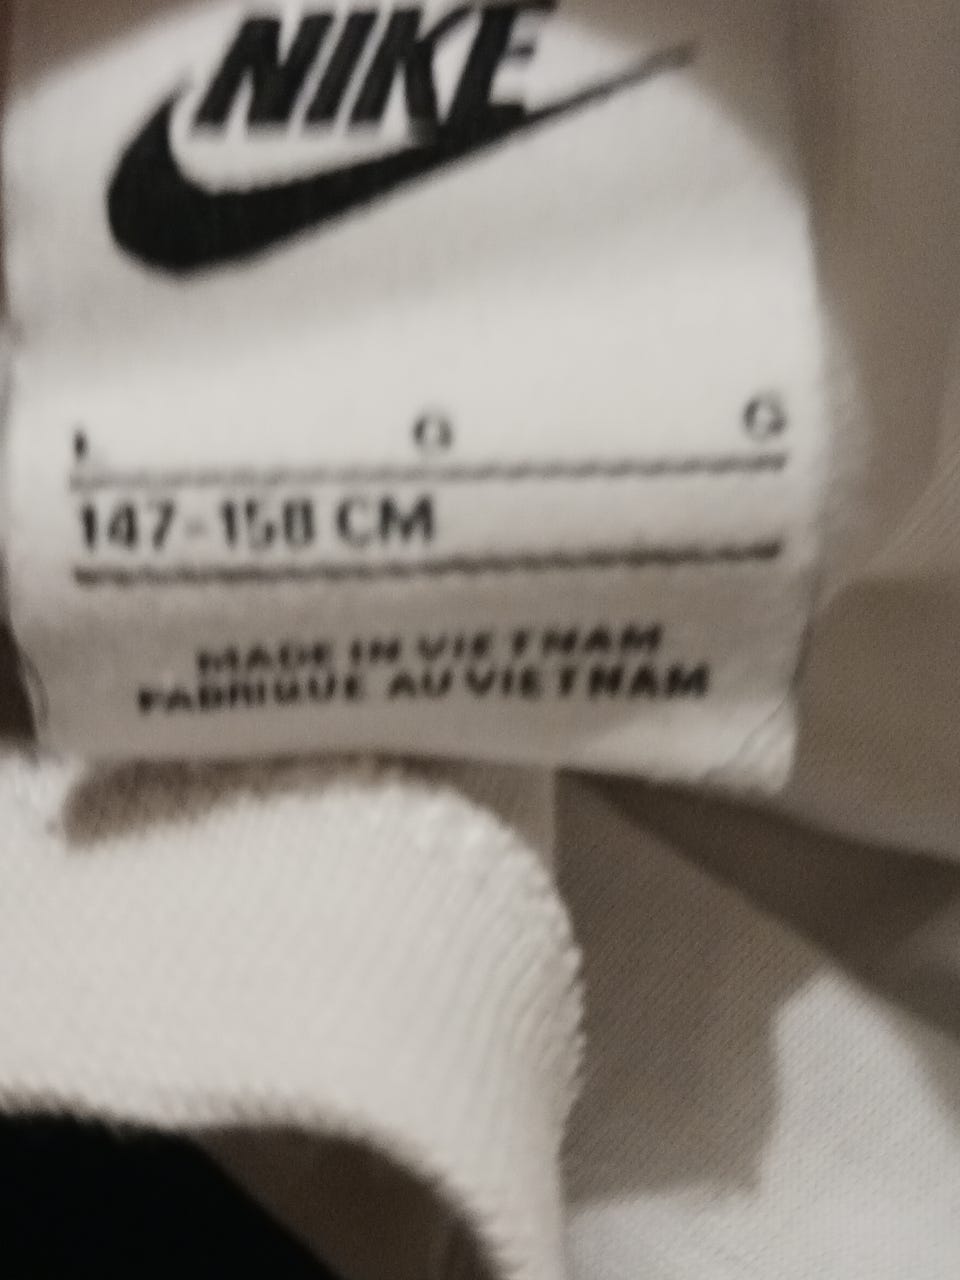 NIKE
L G G
147-158 CM
MADE IN VIETNAM
FABRIQUE AU VIETNAM